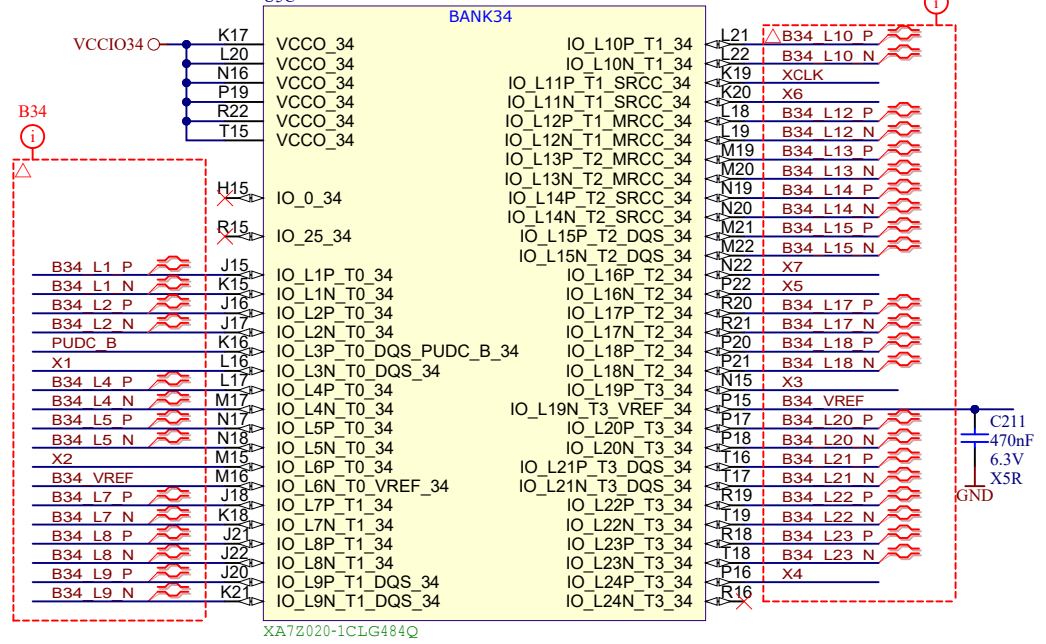 BANK34
VCCIO34
K17 VCCO_34
L20 VCCO_34
N16 VCCO_34
P19 VCCO_34
R22 VCCO_34
T15 VCCO_34
B34
i
H15 IO_0_34
R15 IO_25_34
B34_L1_P J15 IO_L1P_T0_34
B34_L1_N K15 IO_L1N_T0_34
B34_L2_P J16 IO_L2P_T0_34
B34_L2_N J17 IO_L2N_T0_34
PUDC_B K16 IO_L3P_T0_DQS_PUDC_B_34
X1 L16 IO_L3N_T0_DQS_34
B34_L4_P L17 IO_L4P_T0_34
B34_L4_N M17 IO_L4N_T0_34
B34_L5_P N17 IO_L5P_T0_34
B34_L5_N N18 IO_L5N_T0_34
X2 M15 IO_L6P_T0_34
B34_VREF M16 IO_L6N_T0_VREF_34
B34_L7_P J18 IO_L7P_T1_34
B34_L7_N K18 IO_L7N_T1_34
B34_L8_P J21 IO_L8P_T1_34
B34_L8_N J22 IO_L8N_T1_34
B34_L9_P J20 IO_L9P_T1_DQS_34
B34_L9_N K21 IO_L9N_T1_DQS_34
i
IO_L10P_T1_34 L21 B34_L10_P
IO_L10N_T1_34 L22 B34_L10_N
IO_L11P_T1_SRCC_34 K19 XCLK
IO_L11N_T1_SRCC_34 K20 X6
IO_L12P_T1_MRCC_34 L18 B34_L12_P
IO_L12N_T1_MRCC_34 L19 B34_L12_N
IO_L13P_T2_MRCC_34 M19 B34_L13_P
IO_L13N_T2_MRCC_34 M20 B34_L13_N
IO_L14P_T2_SRCC_34 N19 B34_L14_P
IO_L14N_T2_SRCC_34 N20 B34_L14_N
IO_L15P_T2_DQS_34 M21 B34_L15_P
IO_L15N_T2_DQS_34 M22 B34_L15_N
IO_L16P_T2_34 N22 X7
IO_L16N_T2_34 P22 X5
IO_L17P_T2_34 R20 B34_L17_P
IO_L17N_T2_34 R21 B34_L17_N
IO_L18P_T2_34 P20 B34_L18_P
IO_L18N_T2_34 P21 B34_L18_N
IO_L19P_T3_34 N15 X3
IO_L19N_T3_VREF_34 P15 B34_VREF
IO_L20P_T3_34 P17 B34_L20_P
IO_L20N_T3_34 P18 B34_L20_N
IO_L21P_T3_DQS_34 T16 B34_L21_P
IO_L21N_T3_DQS_34 T17 B34_L21_N
IO_L22P_T3_34 R19 B34_L22_P
IO_L22N_T3_34 T19 B34_L22_N
IO_L23P_T3_34 R18 B34_L23_P
IO_L23N_T3_34 T18 B34_L23_N
IO_L24P_T3_34 P16 X4
IO_L24N_T3_34 R16
C211
470nF
6.3V
X5R
GND
XA7Z020-1CLG484Q